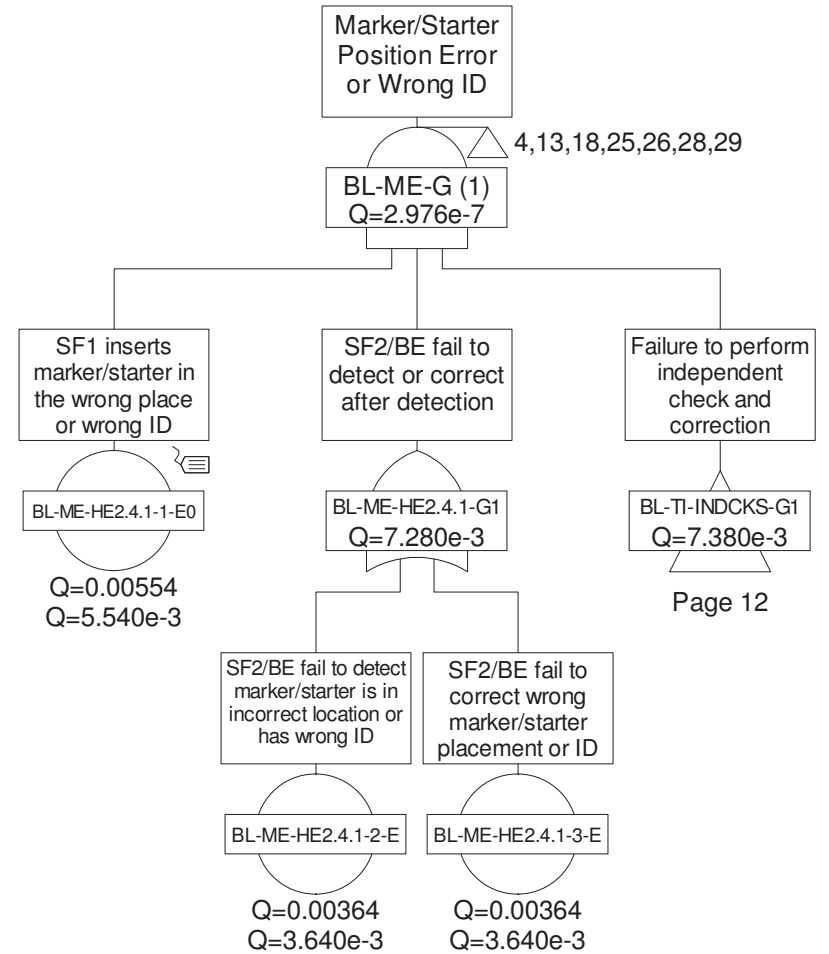 Marker/Starter
Position Error
or Wrong ID
4,13,18,25,26,28,29
BL-ME-G (1)
Q=2.976e-7
SF1 inserts
marker/starter in
the wrong place
or wrong ID
BL-ME-HE2.4.1-1-E0
Q=0.00554
Q=5.540e-3
SF2/BE fail to
detect or correct
after detection
BL-ME-HE2.4.1-G1
Q=7.280e-3
Failure to perform
independent
check and
correction
BL-TI-INDCKS-G1
Q=7.380e-3
Page 12
SF2/BE fail to detect
marker/starter is in
incorrect location or
has wrong ID
BL-ME-HE2.4.1-2-E
Q=0.00364
Q=3.640e-3
SF2/BE fail to
correct wrong
marker/starter
placement or ID
BL-ME-HE2.4.1-3-E
Q=0.00364
Q=3.640e-3